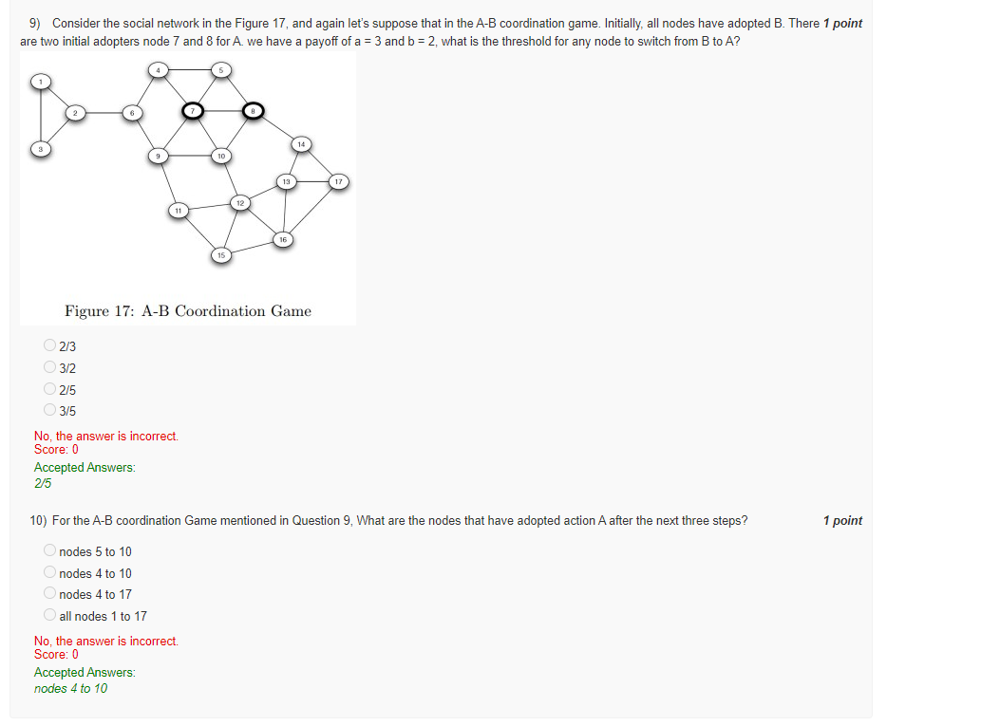 9) Consider the social network in the Figure 17, and again let's suppose that in the A-B coordination game. Initially, all nodes have adopted B. There 1 point
are two initial adopters node 7 and 8 for A. we have a payoff of a = 3 and b = 2, what is the threshold for any node to switch from B to A?
4
5
1
2
6
7
8
3
9
10
14
13
17
11
12
16
15
Figure 17: A-B Coordination Game
2/3
3/2
2/5
3/5
No, the answer is incorrect.
Score: 0
Accepted Answers:
2/5
10) For the A-B coordination Game mentioned in Question 9, What are the nodes that have adopted action A after the next three steps? 1 point
nodes 5 to 10
nodes 4 to 10
nodes 4 to 17
all nodes 1 to 17
No, the answer is incorrect.
Score: 0
Accepted Answers:
nodes 4 to 10